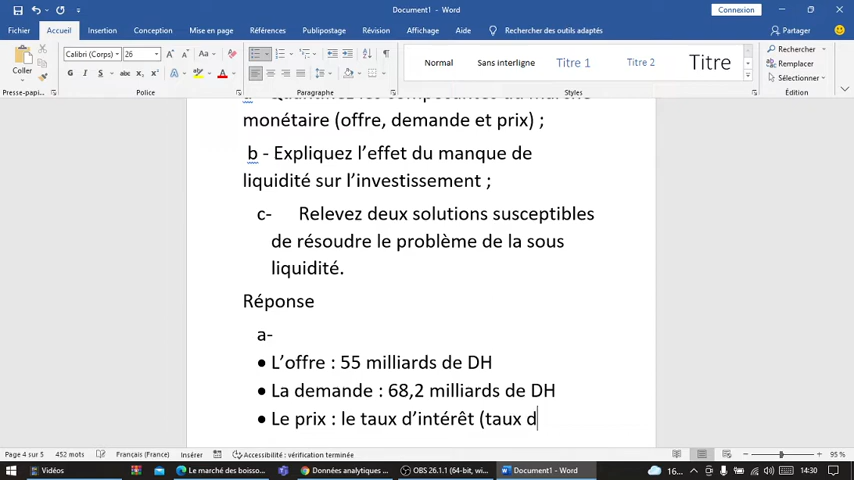 Document1 - Word
Connexion
Fichier Accueil Insertion Conception Mise en page Références Publipostage Révision Affichage Aide Rechercher des outils adaptés Partager
Coller
Calibri (Corps) 26
G I S abc x₂ x²
Normal Sans interligne Titre 1 Titre 2 Titre
Rechercher
Remplacer
Sélectionner
Presse-papi... Police Paragraphe Styles Édition
monétaire (offre, demande et prix) ;
b - Expliquez l’effet du manque de
liquidité sur l’investissement ;
c- Relevez deux solutions susceptibles
de résoudre le problème de la sous
liquidité.
Réponse
a-
• L’offre : 55 milliards de DH
• La demande : 68,2 milliards de DH
• Le prix : le taux d’intérêt (taux d
Page 4 sur 4 452 mots Français (France) Insérer Accessibilité : vérification terminée 95 %
Vidéos Le marché des boisso... Données analytiques ... OBS 26.1.1 (64-bit, wi... Document1 - Word 16... 14:30